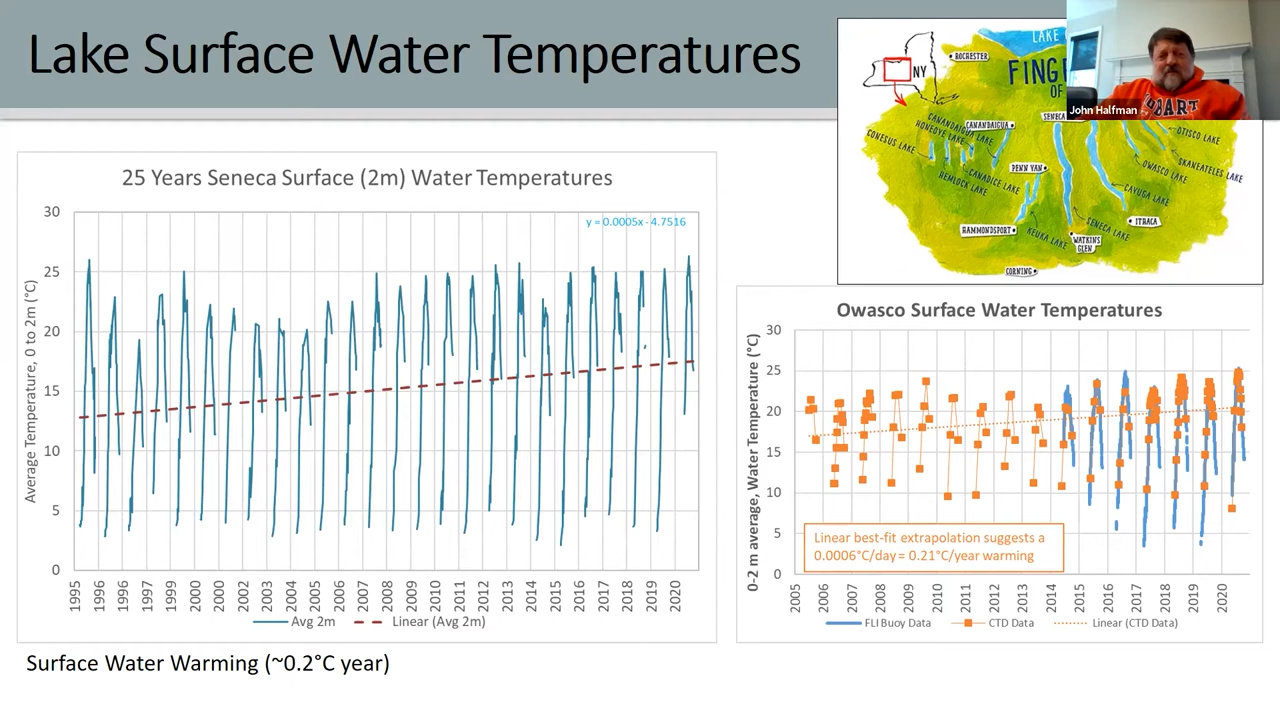 Lake Surface Water Temperatures
John Halfman
LAKE
ROCHESTER
NY
FINGE
OF
SENECA
CANANDAIGUA
CANANDAIGUA LAKE
HONEOYE LAKE
CONESUS LAKE
OTISCO LAKE
SKANEATELES LAKE
OWASCO LAKE
PENN YAN
CANADICE LAKE
HEMLOCK LAKE
CAYUGA LAKE
ITHACA
SENECA LAKE
HAMMONDSPORT
KEUKA LAKE
WATKINS
GLEN
CORNING
25 Years Seneca Surface (2m) Water Temperatures
y = 0.0005x - 4.7516
Average Temperature, 0 to 2m (°C)
30
25
20
15
10
5
0
1995 1996 1996 1997 1999 2000 2000 2002 2003 2004 2005 2006 2007 2008 2009 2010 2011 2012 2013 2014 2015 2016 2017 2018 2019 2020
Avg 2m Linear (Avg 2m)
Owasco Surface Water Temperatures
0-2 m average, Water Temperature (°C)
30
25
20
15
10
5
0
Linear best-fit extrapolation suggests a
0.0006°C/day = 0.21°C/year warming
2005 2006 2007 2008 2009 2010 2011 2012 2013 2014 2015 2016 2017 2018 2019 2020
FLI Buoy Data CTD Data Linear (CTD Data)
Surface Water Warming (~0.2°C year)